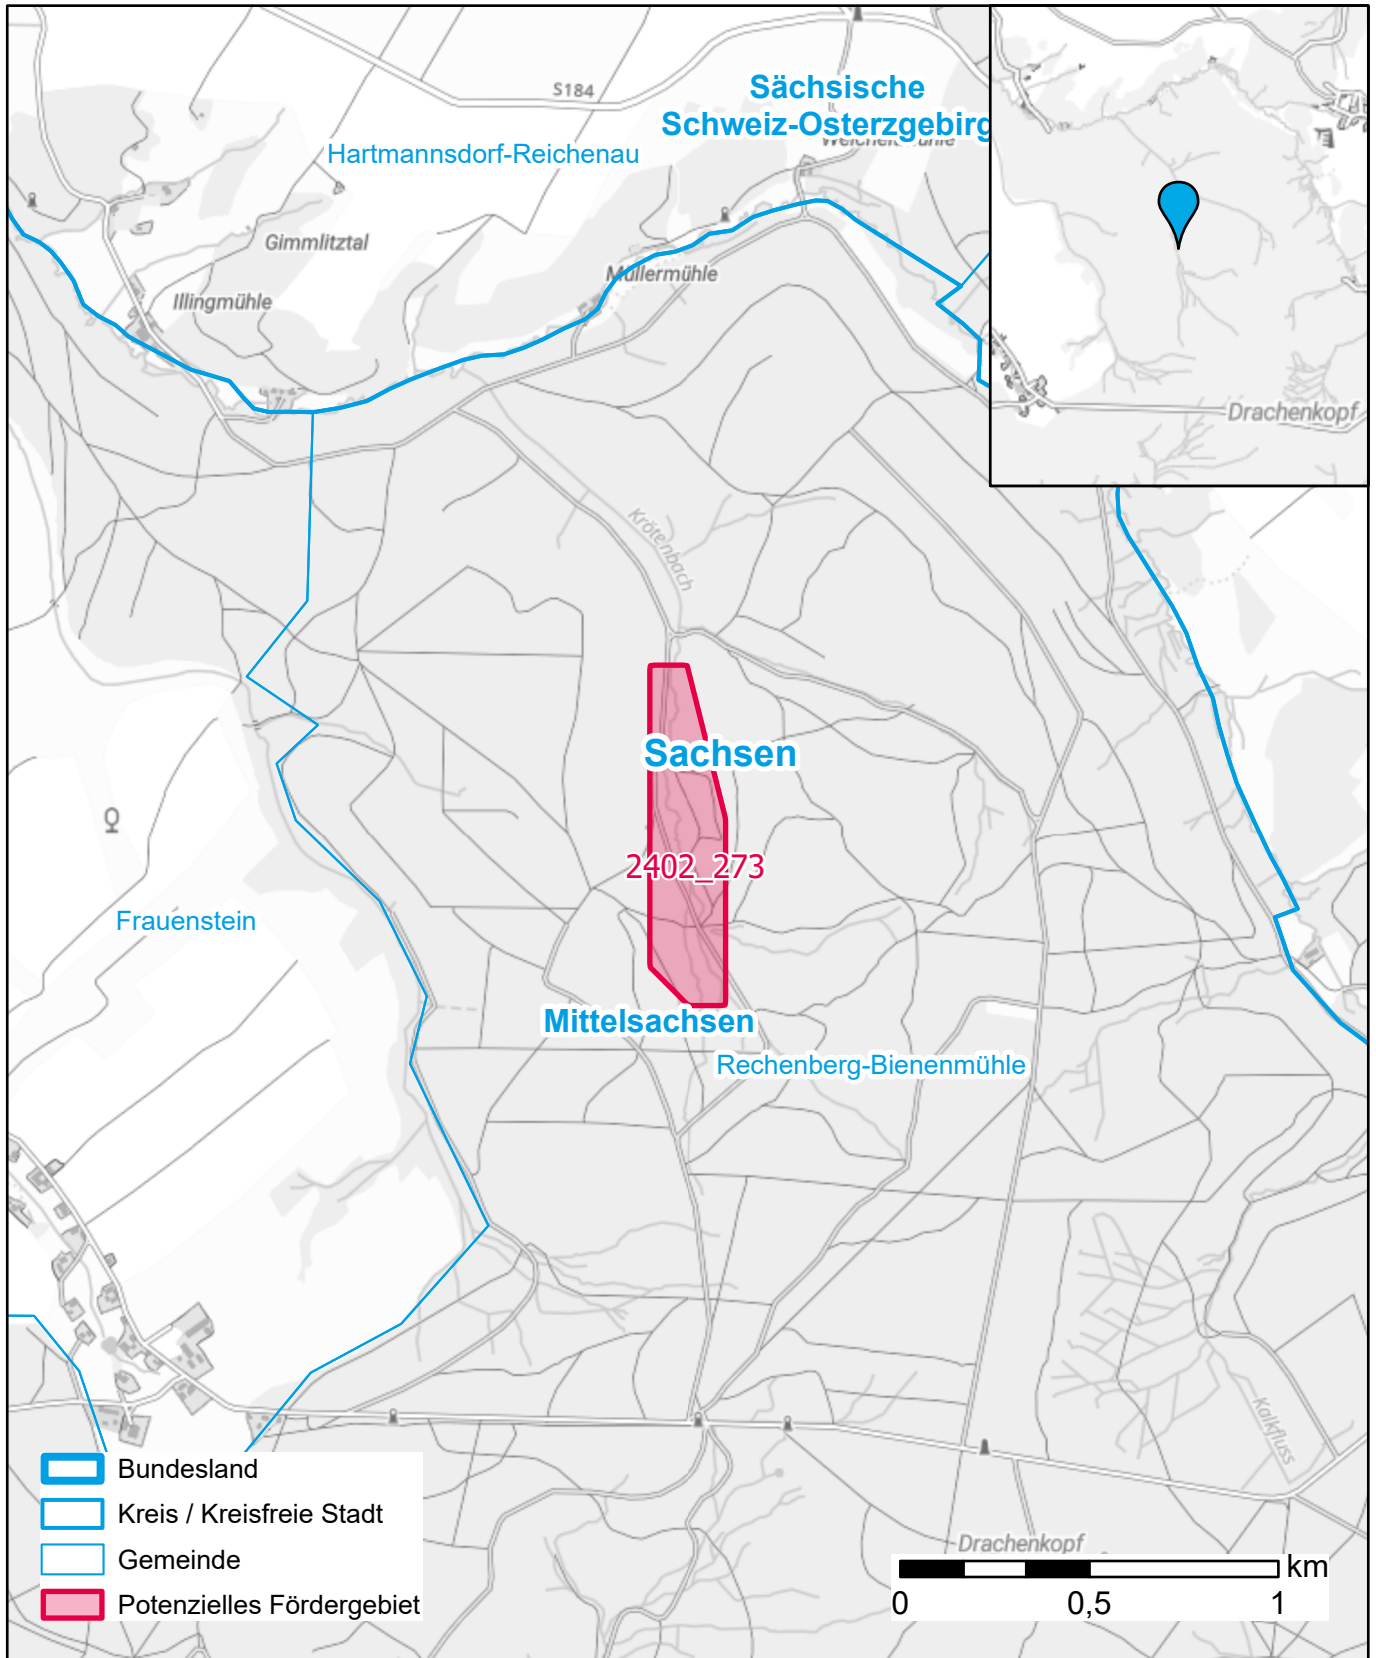 S184
Sächsische
Schweiz-Osterzgebirg
Hartmannsdorf-Reichenau
Gimmlitztal
Illingmühle
Müllermühle
Drachenkopf
Krötenbach
Sachsen
2402_273
Frauenstein
Mittelsachsen
Rechenberg-Bienenmühle
Kalkfluss
Drachenkopf
Bundesland
Kreis / Kreisfreie Stadt
Gemeinde
Potenzielles Fördergebiet
km
0 0,5 1